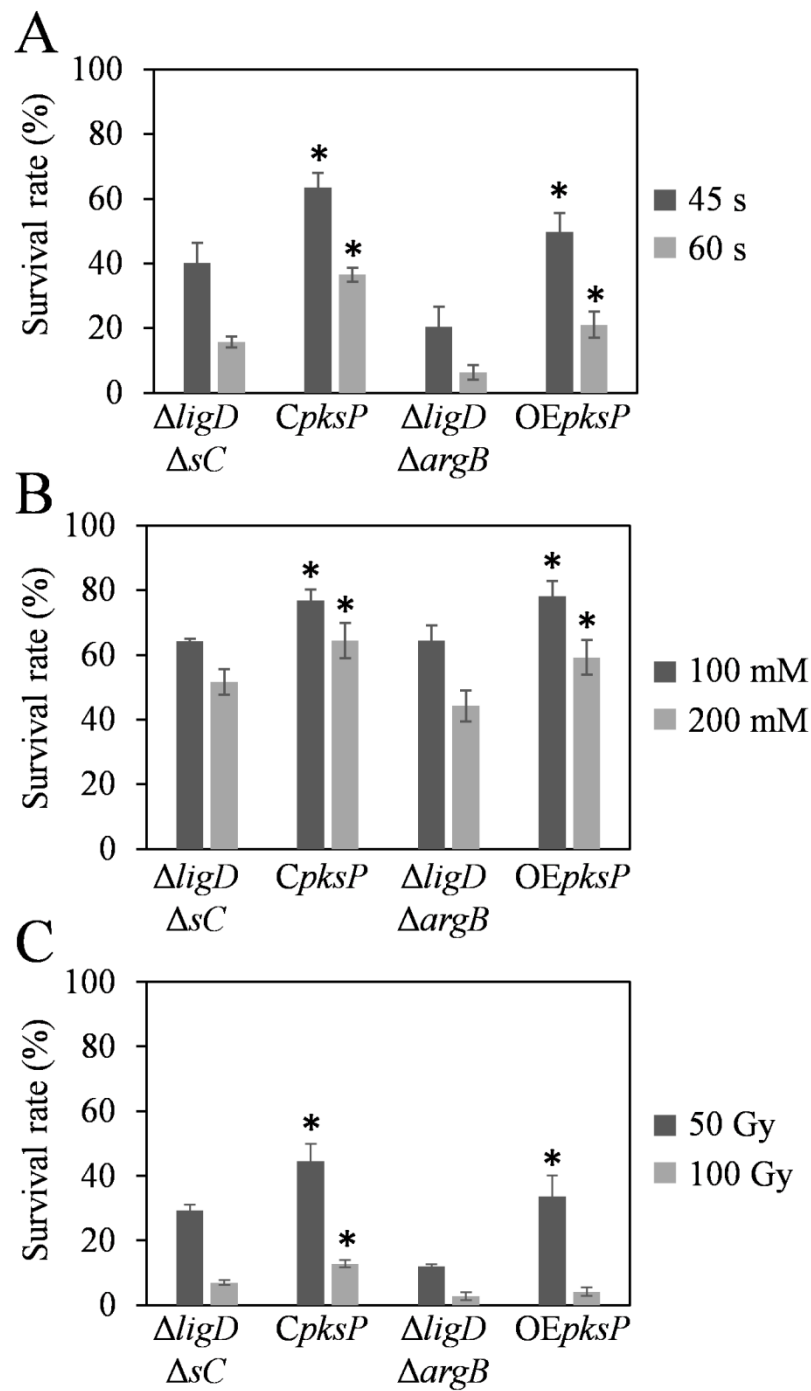 A
Survival rate (%)
100
80
60
40
20
0
*
*
*
*
45 s
60 s
ΔligD CpksP ΔligD OEpksP
ΔsC ΔargB
B
Survival rate (%)
100
80
60
40
20
0
*
*
*
*
100 mM
200 mM
ΔligD CpksP ΔligD OEpksP
ΔsC ΔargB
C
Survival rate (%)
100
80
60
40
20
0
*
*
*
50 Gy
100 Gy
ΔligD CpksP ΔligD OEpksP
ΔsC ΔargB